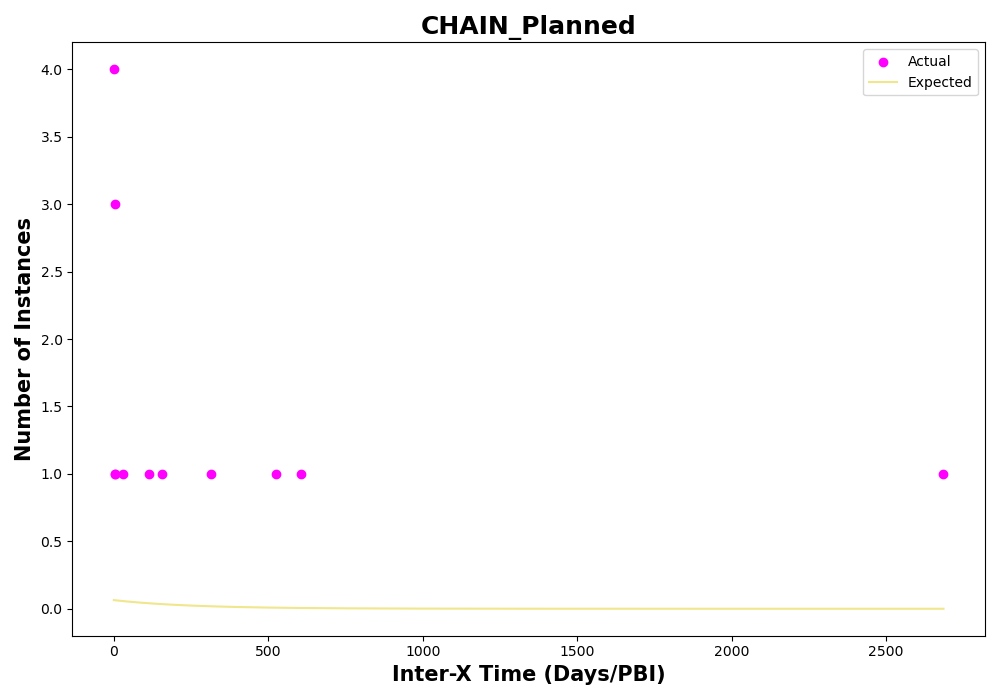 CHAIN_Planned
Actual
Expected
Number of Instances
4.0
3.5
3.0
2.5
2.0
1.5
1.0
0.5
0.0
0 500 1000 1500 2000 2500
Inter-X Time (Days/PBI)